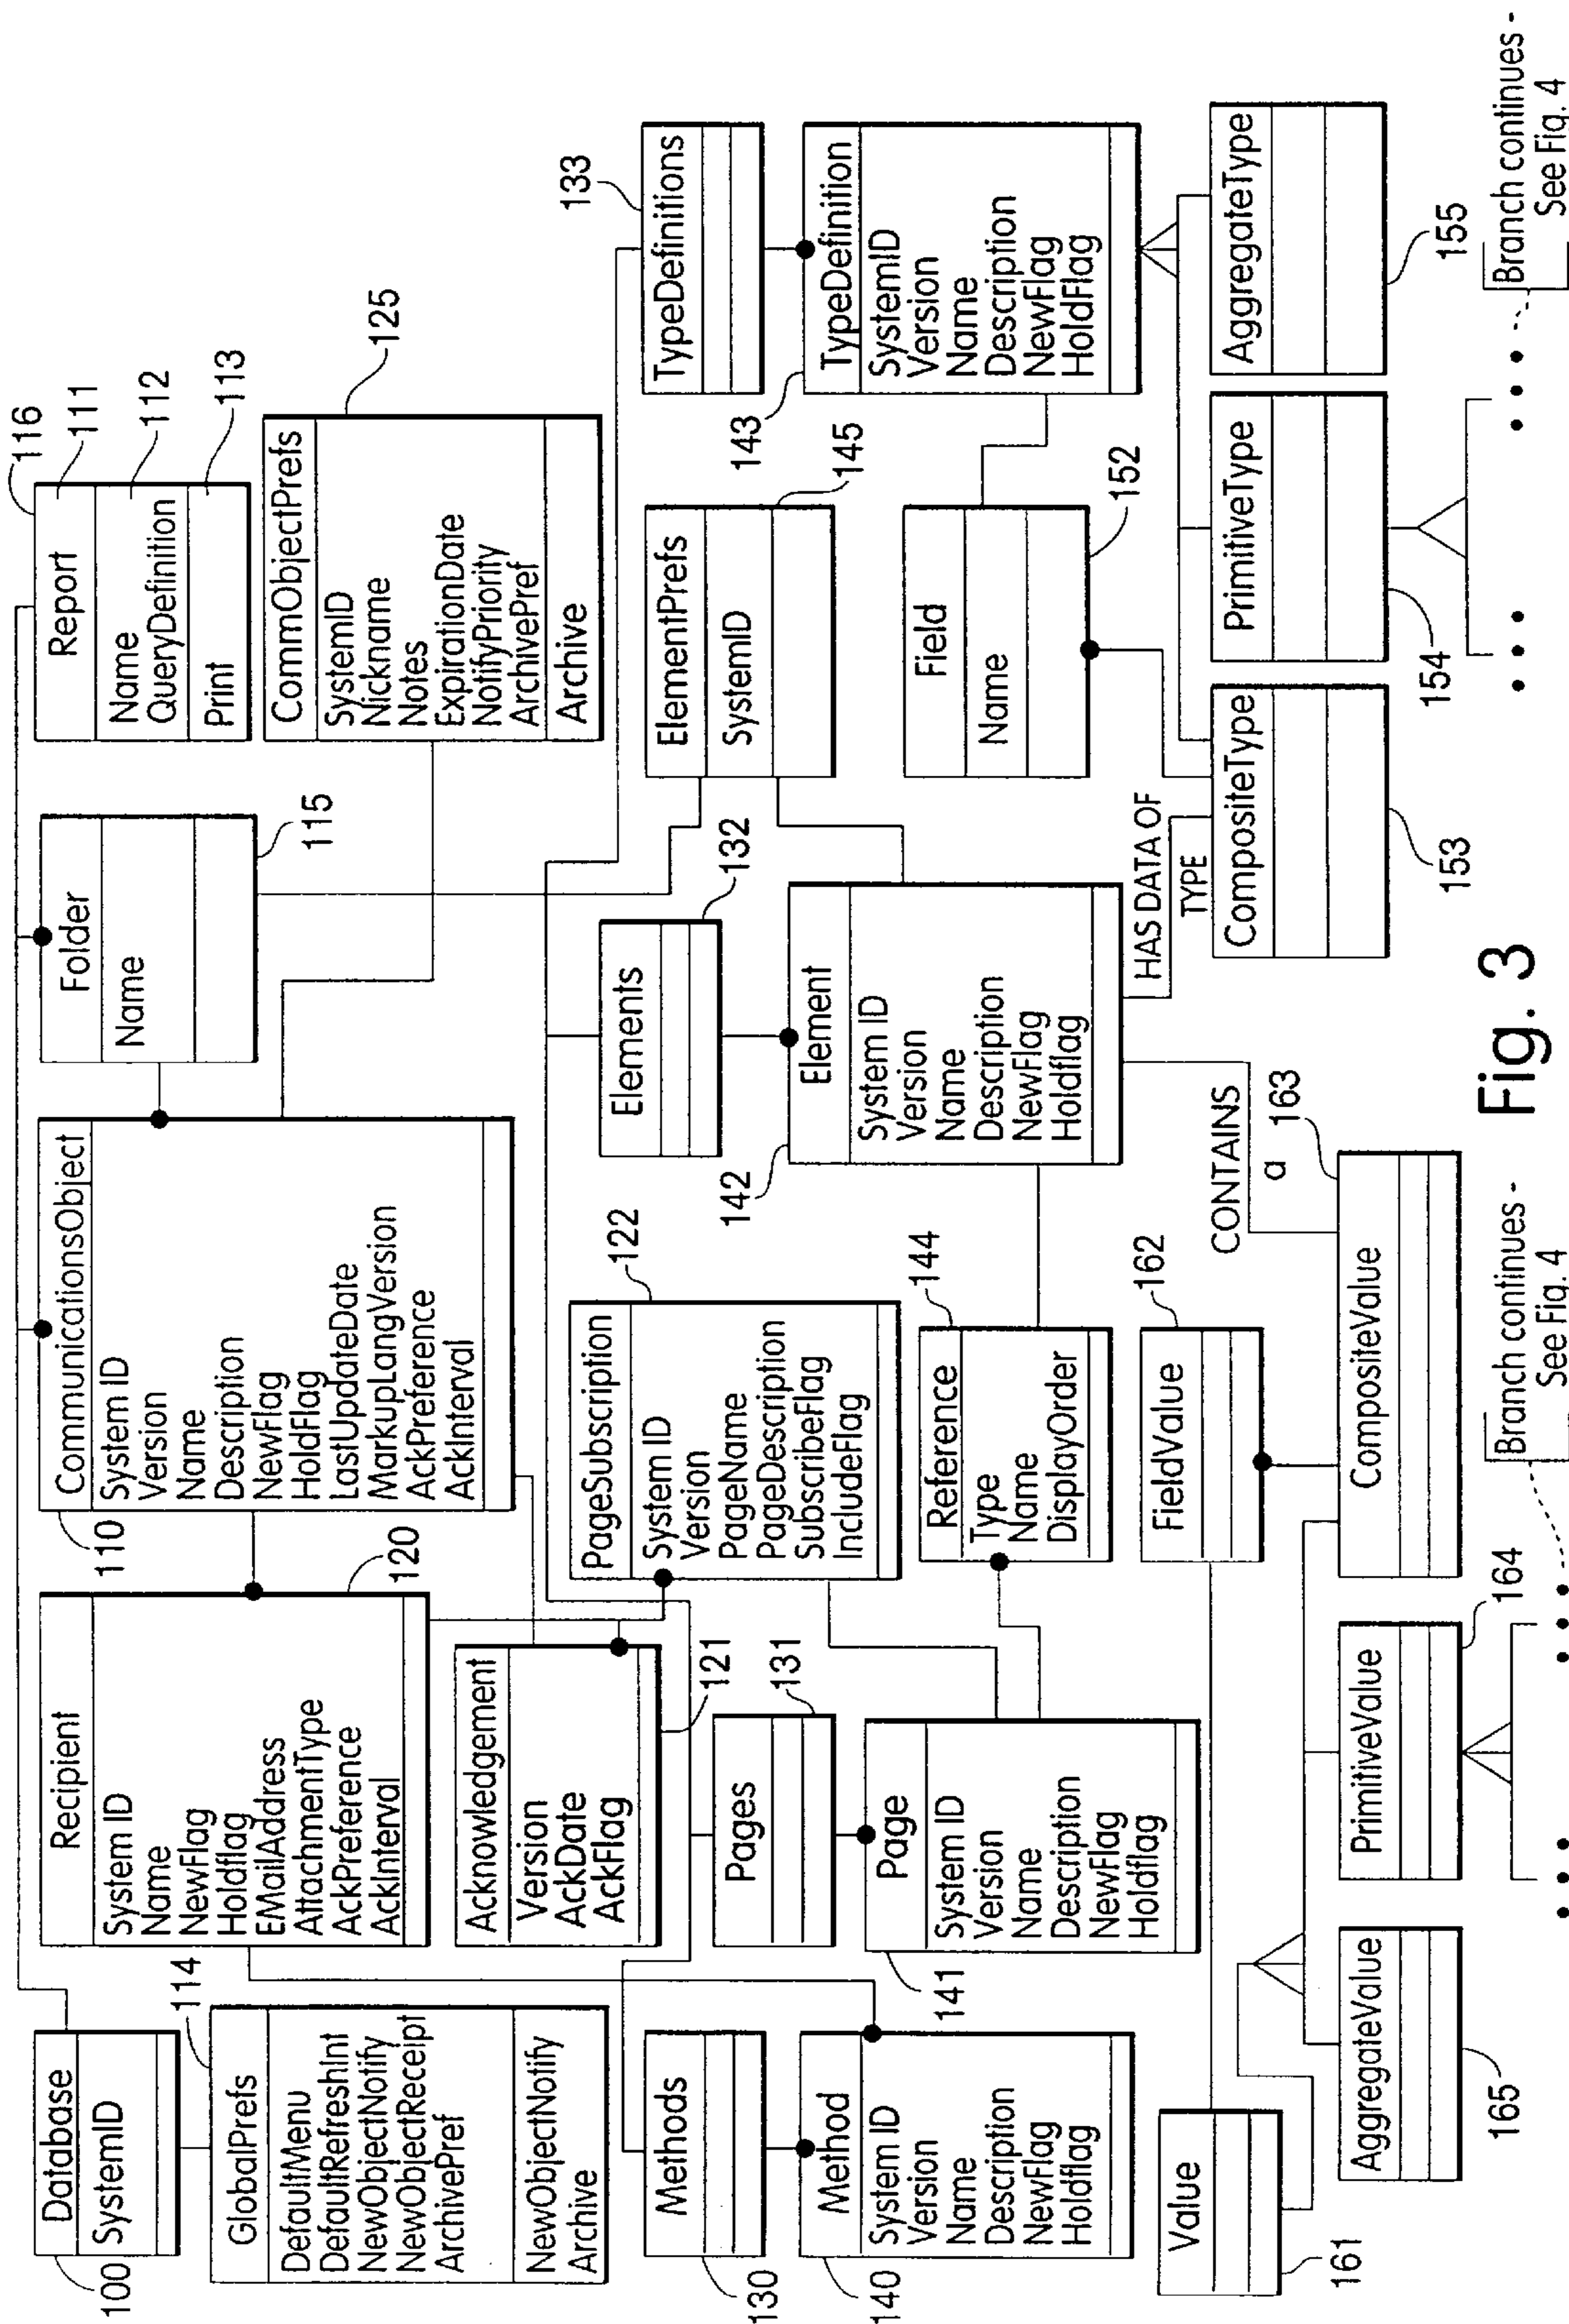 Database
SystemID
100
GlobalPrefs
DefaultMenu
DefaultRefreshInt
NewObjectNotify
NewObjectReceipt
ArchivePref
NewObjectNotify
Archive
114
Recipient
System ID
Name
NewFlag
Holdflag
EMailAddress
AttachmentType
AckPreference
AckInterval
120
CommunicationsObject
System ID
Version
Name
Description
NewFlag
HoldFlag
LastUpdateDate
MarkupLangVersion
AckPreference
AckInterval
110
Folder
Name
115
Report
Name
QueryDefinition
Print
116
111
112
113
CommObjectPrefs
SystemID
Nickname
Notes
ExpirationDate
NotifyPriority
ArchivePref
Archive
125
Acknowledgement
Version
AckDate
AckFlag
121
PageSubscription
System ID
Version
PageName
PageDescription
SubscribeFlag
IncludeFlag
122
Methods
130
Pages
131
Elements
132
ElementPrefs
SystemID
145
TypeDefinitions
133
Method
System ID
Version
Name
Description
NewFlag
Holdflag
140
Page
System ID
Version
Name
Description
NewFlag
Holdflag
141
Reference
Type
Name
DisplayOrder
144
Element
System ID
Version
Name
Description
NewFlag
Holdflag
142
Field
Name
152
TypeDefinition
SystemID
Version
Name
Description
NewFlag
HoldFlag
143
Value
161
FieldValue
162
CONTAINS
a
HAS DATA OF
TYPE
AggregateValue
165
PrimitiveValue
164
CompositeValue
163
CompositeType
153
PrimitiveType
154
AggregateType
155
Branch continues -
See Fig. 4
Branch continues -
See Fig. 4
Fig. 3